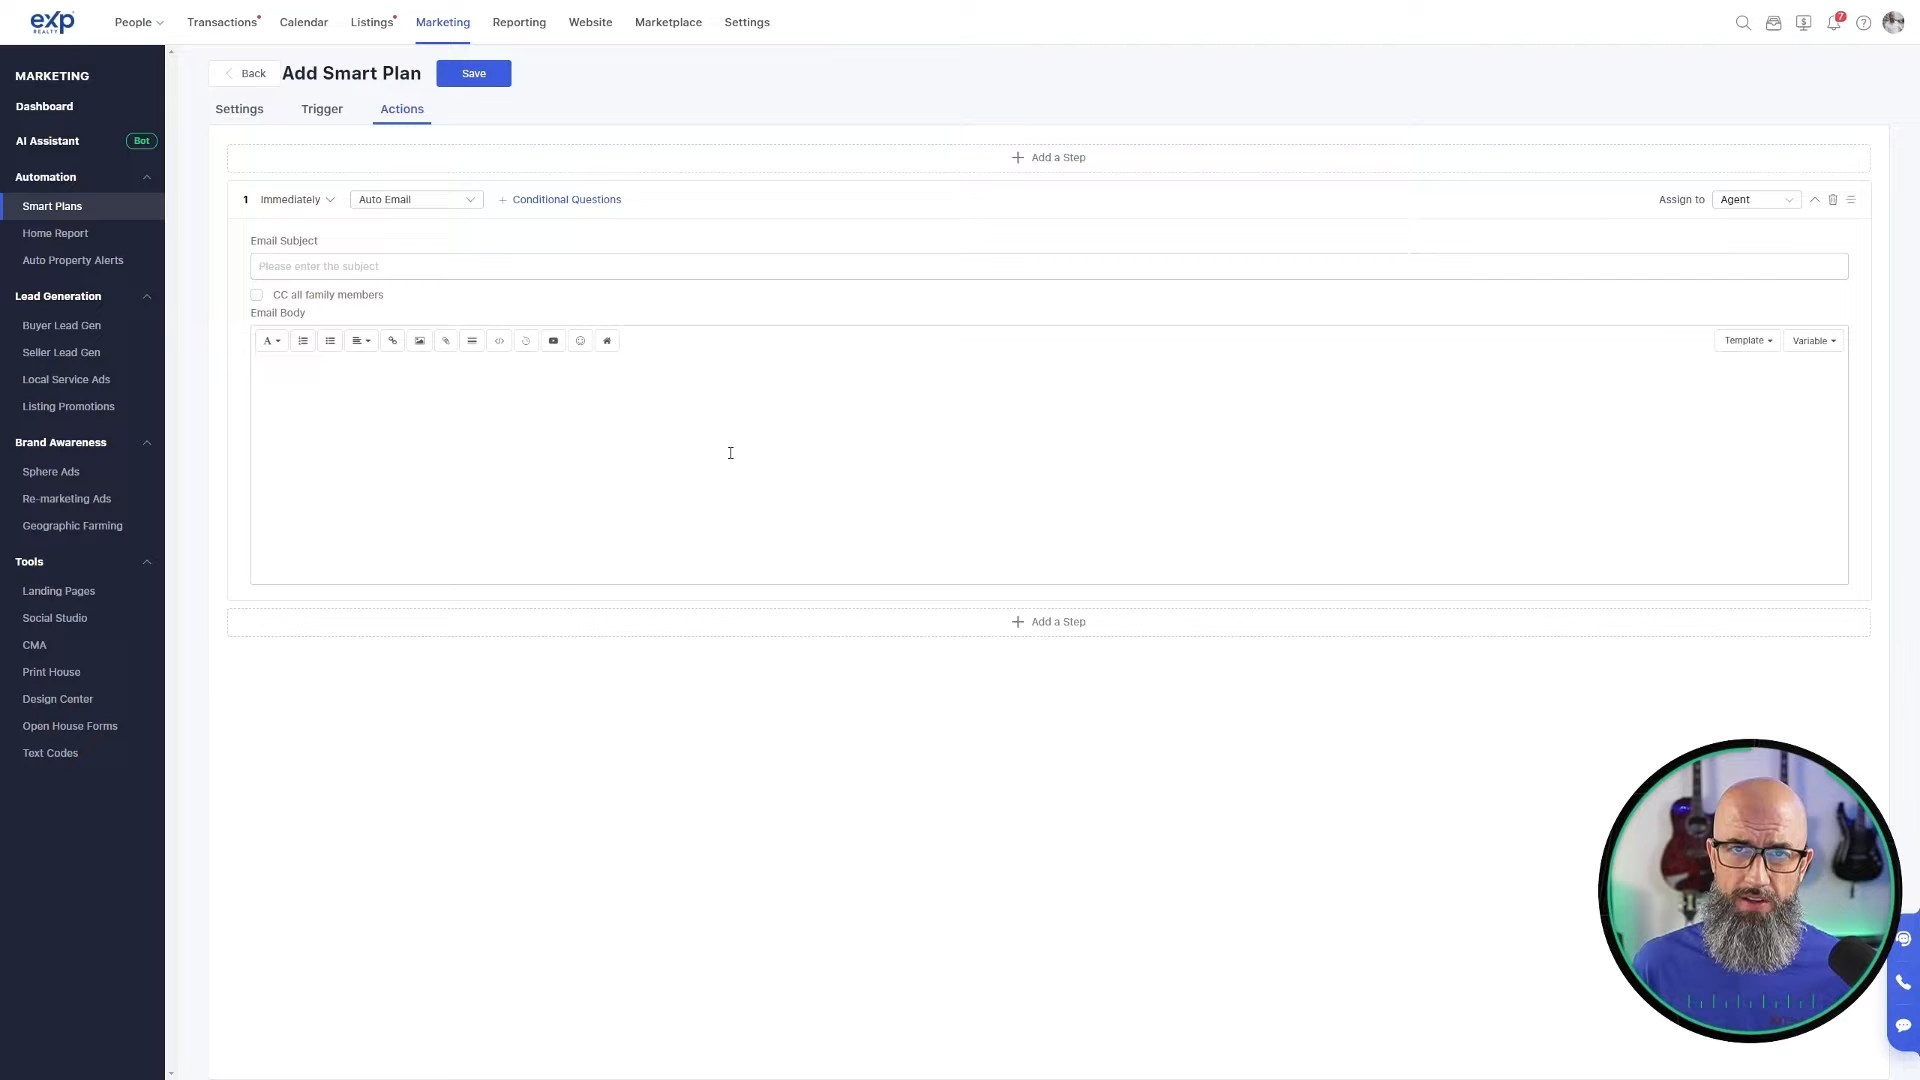 eXp
REALTY
People
Transactions
Calendar
Listings
Marketing
Reporting
Website
Marketplace
Settings
7
MARKETING
Dashboard
AI Assistant
Bot
Automation
Smart Plans
Home Report
Auto Property Alerts
Lead Generation
Buyer Lead Gen
Seller Lead Gen
Local Service Ads
Listing Promotions
Brand Awareness
Sphere Ads
Re-marketing Ads
Geographic Farming
Tools
Landing Pages
Social Studio
CMA
Print House
Design Center
Open House Forms
Text Codes
Back
Add Smart Plan
Save
Settings
Trigger
Actions
+ Add a Step
1 Immediately
Auto Email
+ Conditional Questions
Assign to
Agent
Email Subject
Please enter the subject
CC all family members
Email Body
A
Template
Variable
+ Add a Step